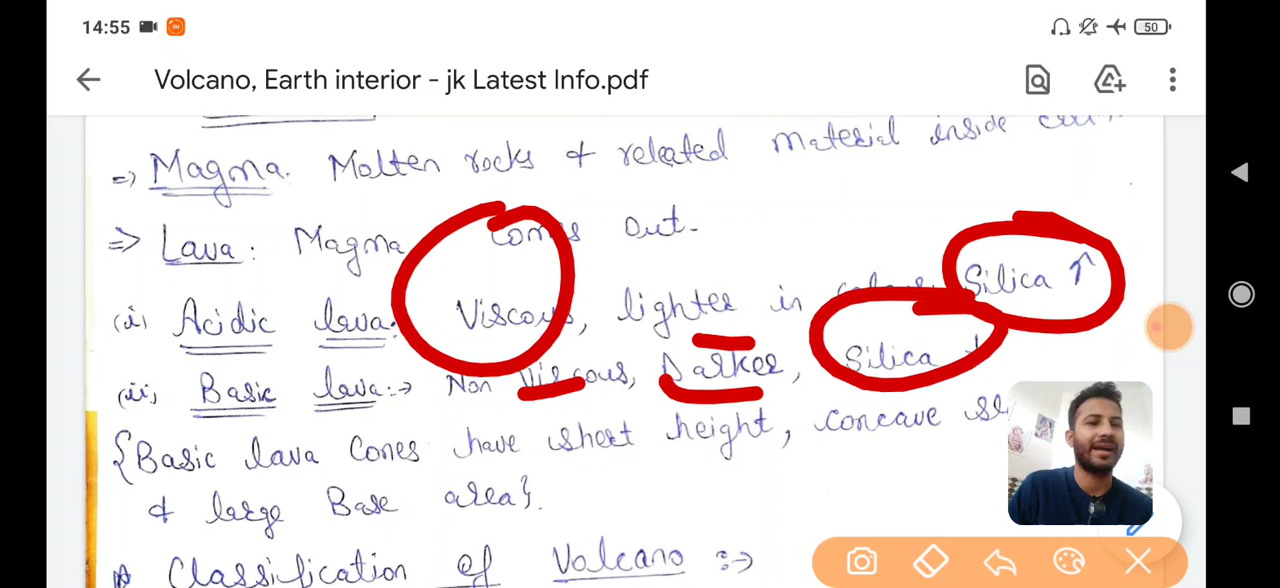 14:55
50
Volcano, Earth interior - jk Latest Info.pdf
=> Magma. Molten rocks & related material inside
=> Lava: Magma comes out.
(i) Acidic lava: Viscous, lighter in Silica ↑
(ii) Basic lava:→ Non Viscous, Darker, Silica
{Basic lava Cones have short height, concave
& large Base area}.
Classification of Volcano :→